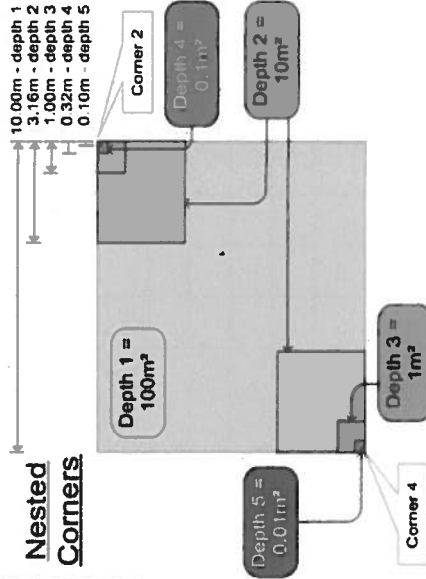 Nested
Corners
10.00m - depth 1
3.16m - depth 2
1.00m - depth 3
0.32m - depth 4
0.10m - depth 5
Corner 2
Depth 4 =
0.1m²
Depth 2 =
10m²
Depth 1 =
100m²
Depth 5 =
0.01m²
Depth 3 =
1m²
Corner 4